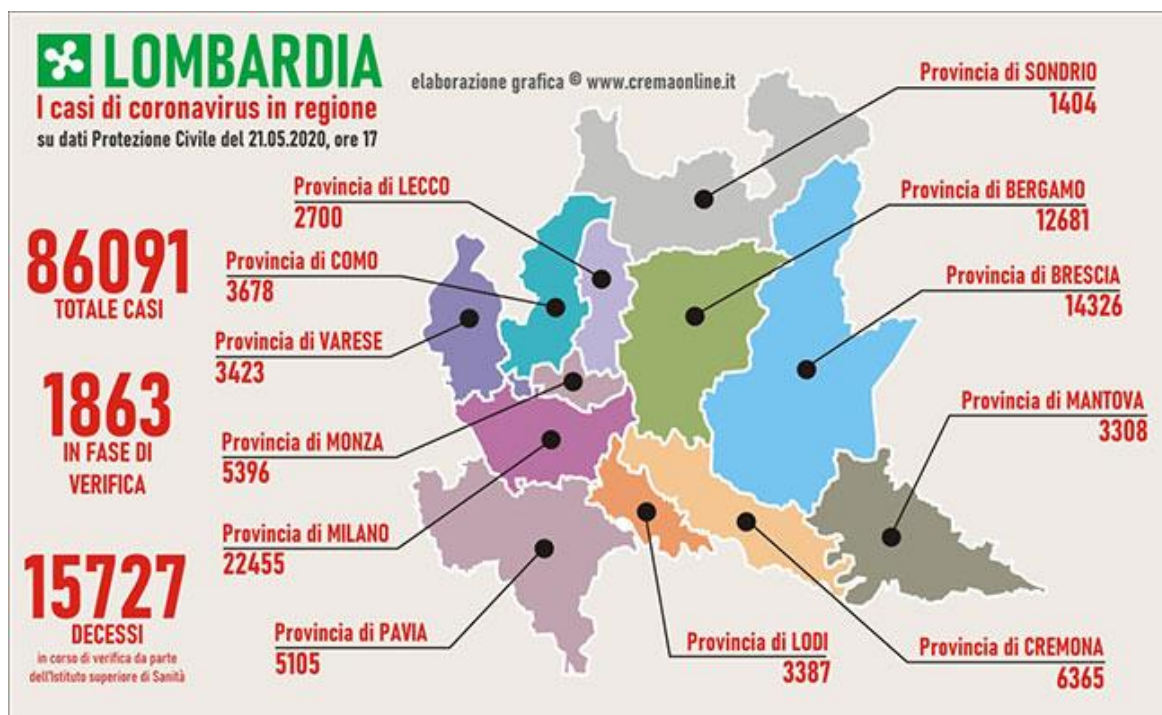 LOMBARDIA
I casi di coronavirus in regione
su dati Protezione Civile del 21.05.2020, ore 17
elaborazione grafica © www.cremaonline.it
Provincia di SONDRIO
1404
Provincia di LECCO
2700
Provincia di BERGAMO
12681
86091
TOTALE CASI
Provincia di COMO
3678
Provincia di BRESCIA
14326
Provincia di VARESE
3423
1863
IN FASE DI
VERIFICA
Provincia di MANTOVA
3308
Provincia di MONZA
5396
Provincia di MILANO
22455
15727
DECESSI
in corso di verifica da parte
dell'Istituto superiore di Sanità
Provincia di PAVIA
5105
Provincia di LODI
3387
Provincia di CREMONA
6365